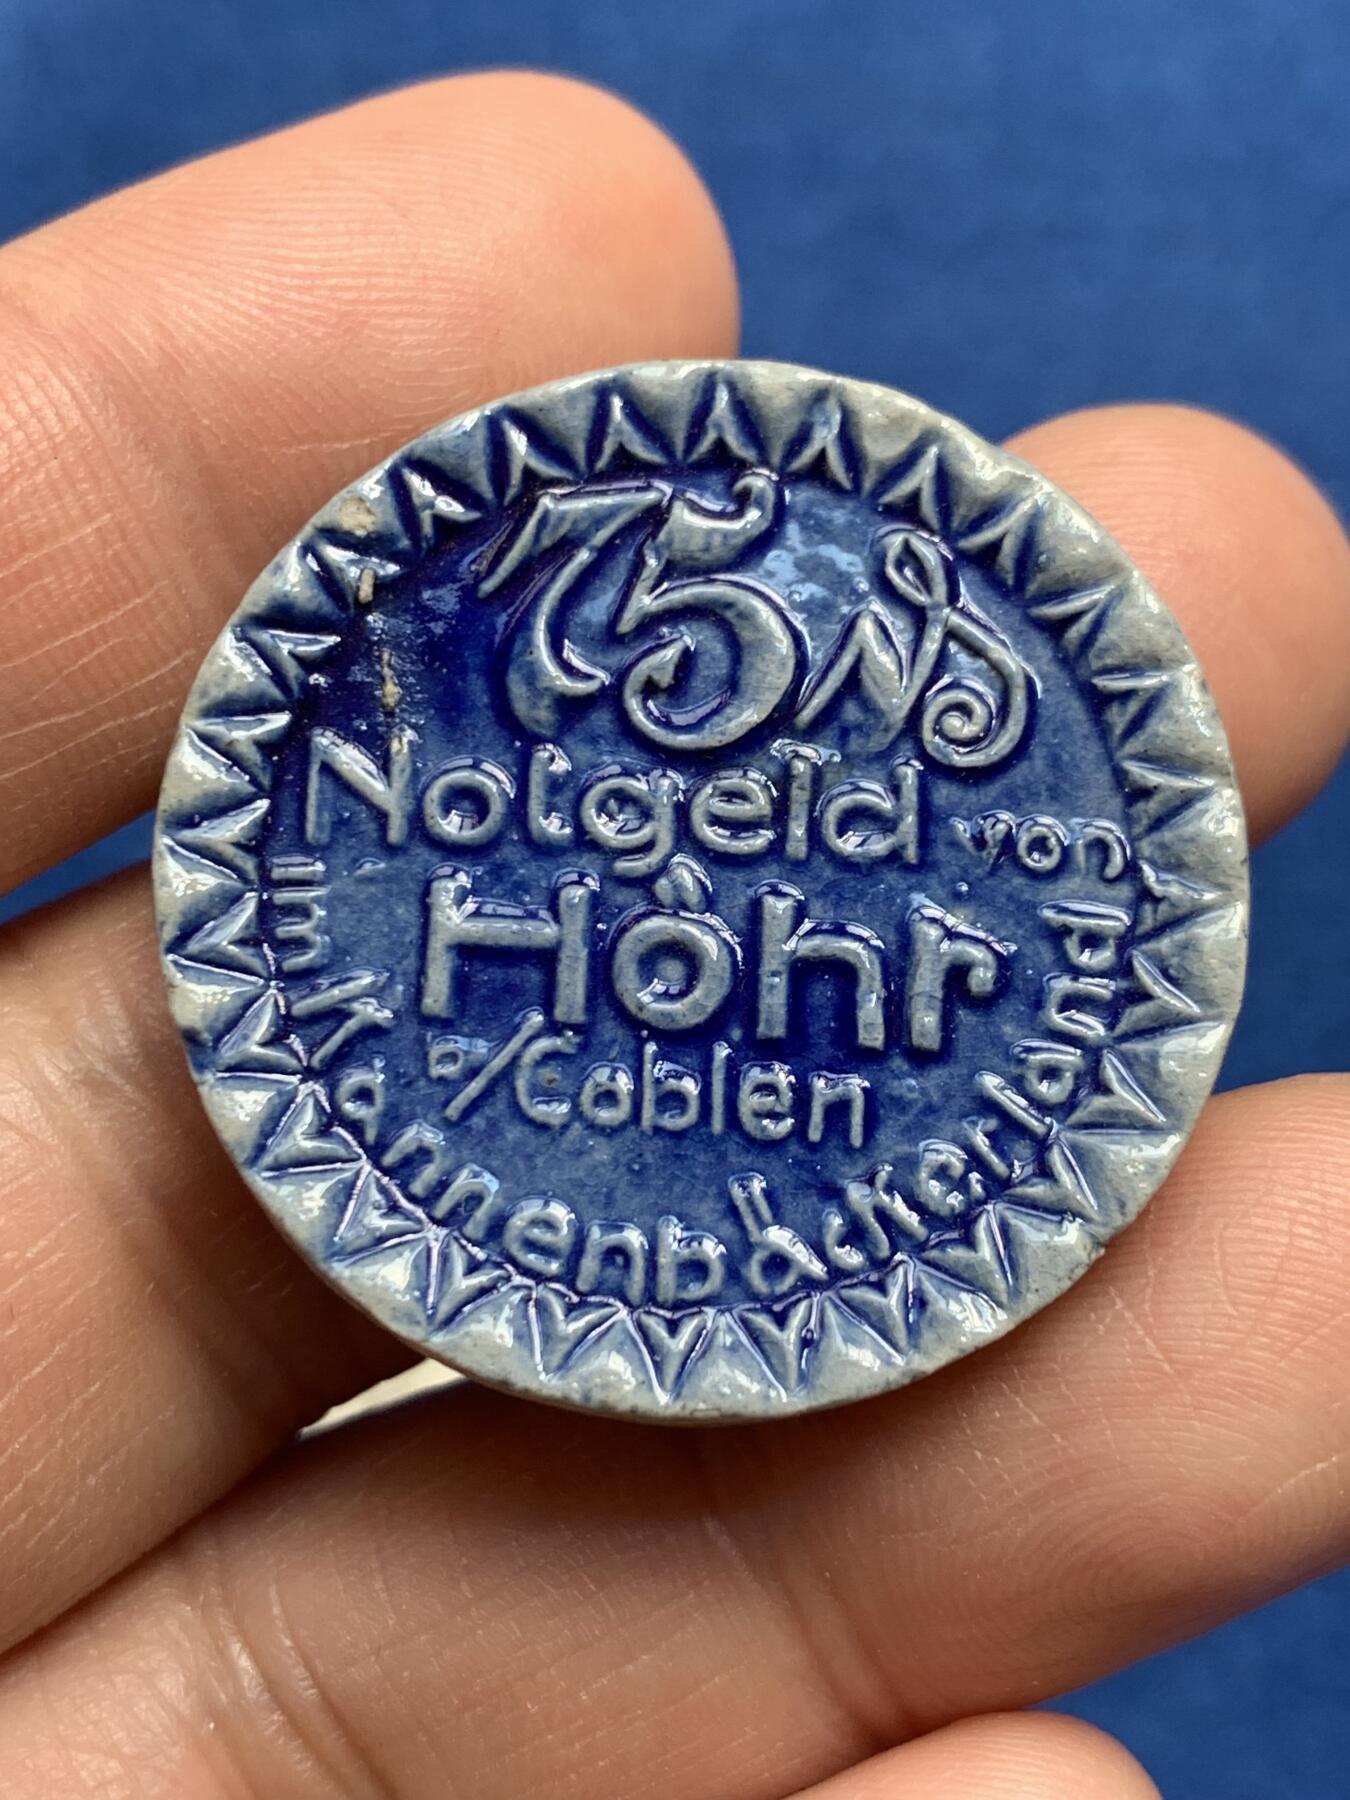 75 ₰
Notgeld von
Höhr
b/Coblen
im Kannenbäckerland